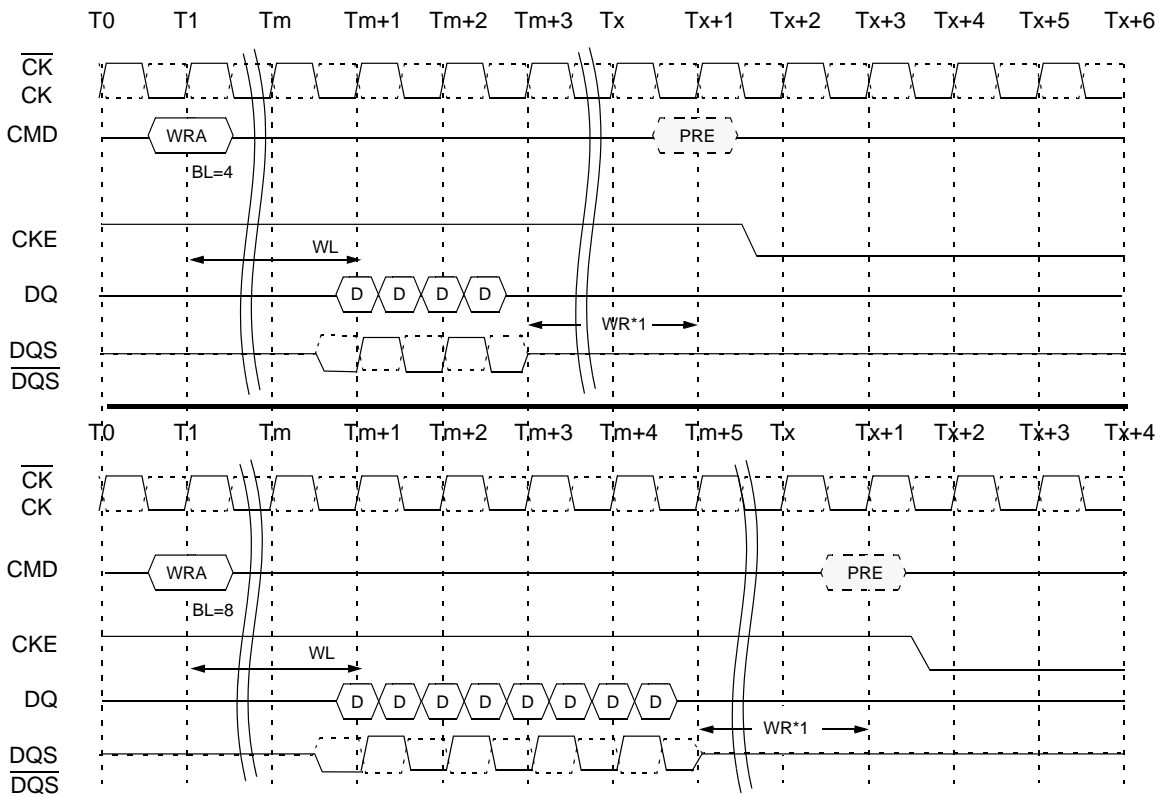 T0 T1 Tm Tm+1 Tm+2 Tm+3 Tx Tx+1 Tx+2 Tx+3 Tx+4 Tx+5 Tx+6
CK
CK
CMD WRA PRE
BL=4
CKE
WL
DQ D D D D
WR*1
DQS
DQS
T0 T1 Tm Tm+1 Tm+2 Tm+3 Tm+4 Tm+5 Tx Tx+1 Tx+2 Tx+3 Tx+4
CK
CK
CMD WRA PRE
BL=8
CKE
WL
DQ D D D D D D D D
WR*1
DQS
DQS